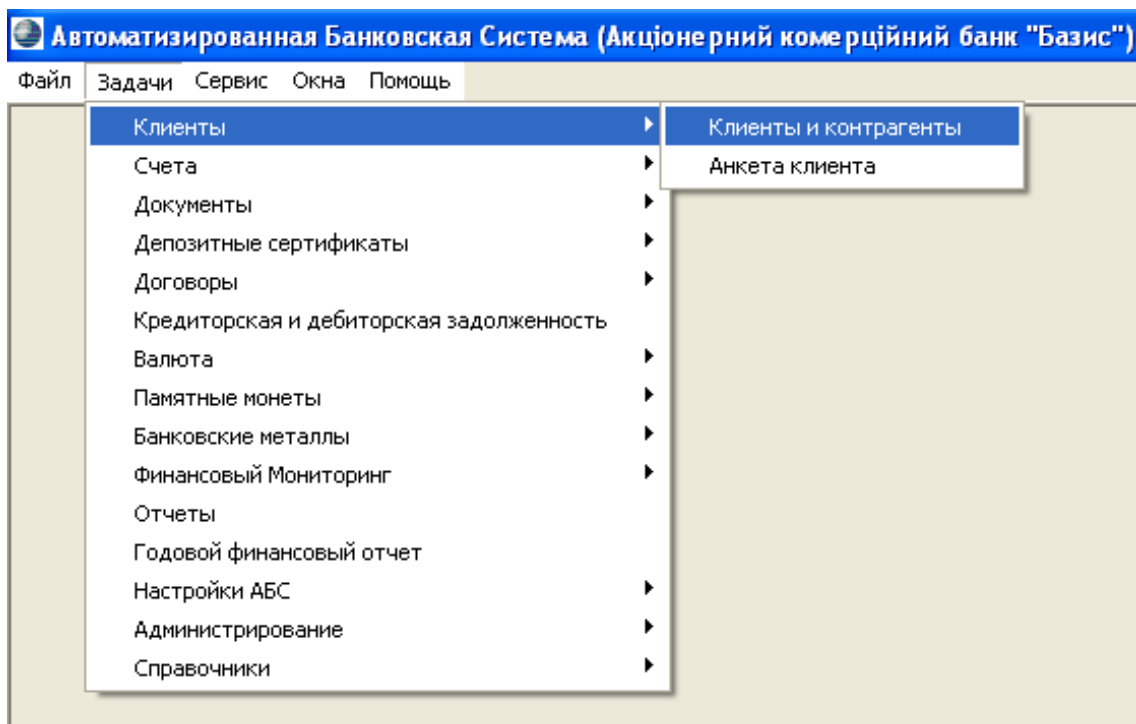 Автоматизированная Банковская Система (Акціонерний комерційний банк "Базис")
Файл Задачи Сервис Окна Помощь
Клиенты
Клиенты и контрагенты
Счета
Анкета клиента
Документы
Депозитные сертификаты
Договоры
Кредиторская и дебиторская задолженность
Валюта
Памятные монеты
Банковские металлы
Финансовый Мониторинг
Отчеты
Годовой финансовый отчет
Настройки АБС
Администрирование
Справочники